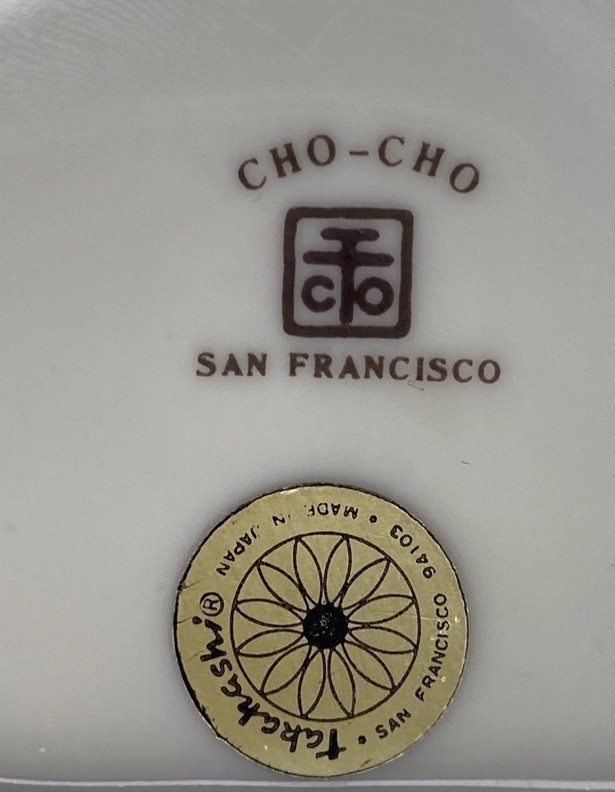 CHO-CHO
CHO
SAN FRANCISCO
takahashi® MADE IN JAPAN
SAN FRANCISCO 94103